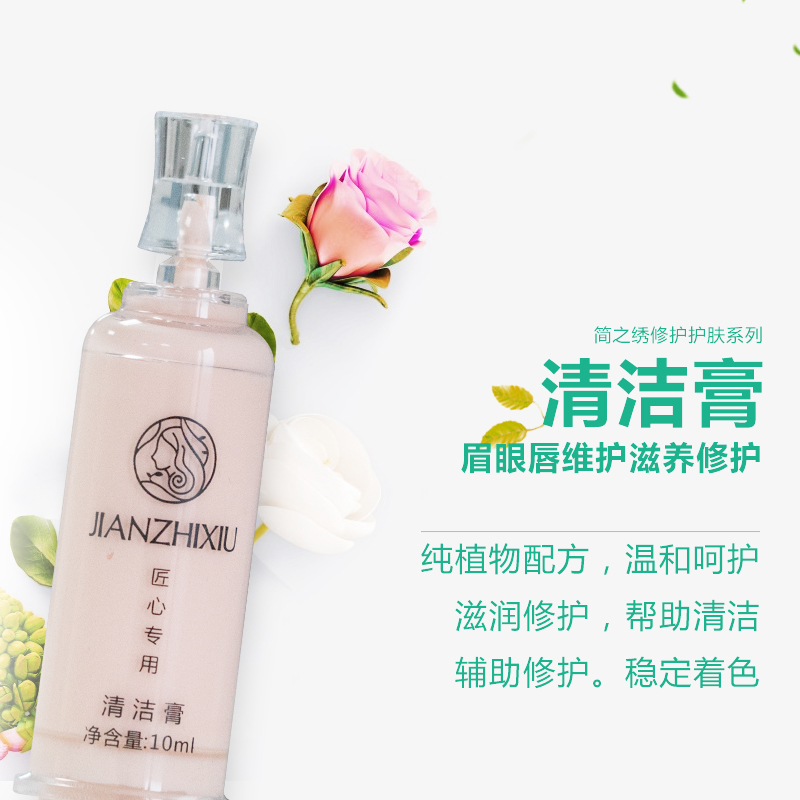 简之绣修护护肤系列
清洁膏
眉眼唇维护滋养修护
纯植物配方，温和呵护
滋润修护，帮助清洁
辅助修护。稳定着色
JIANZHIXIU
匠
心
专
用
清洁膏
净含量:10ml